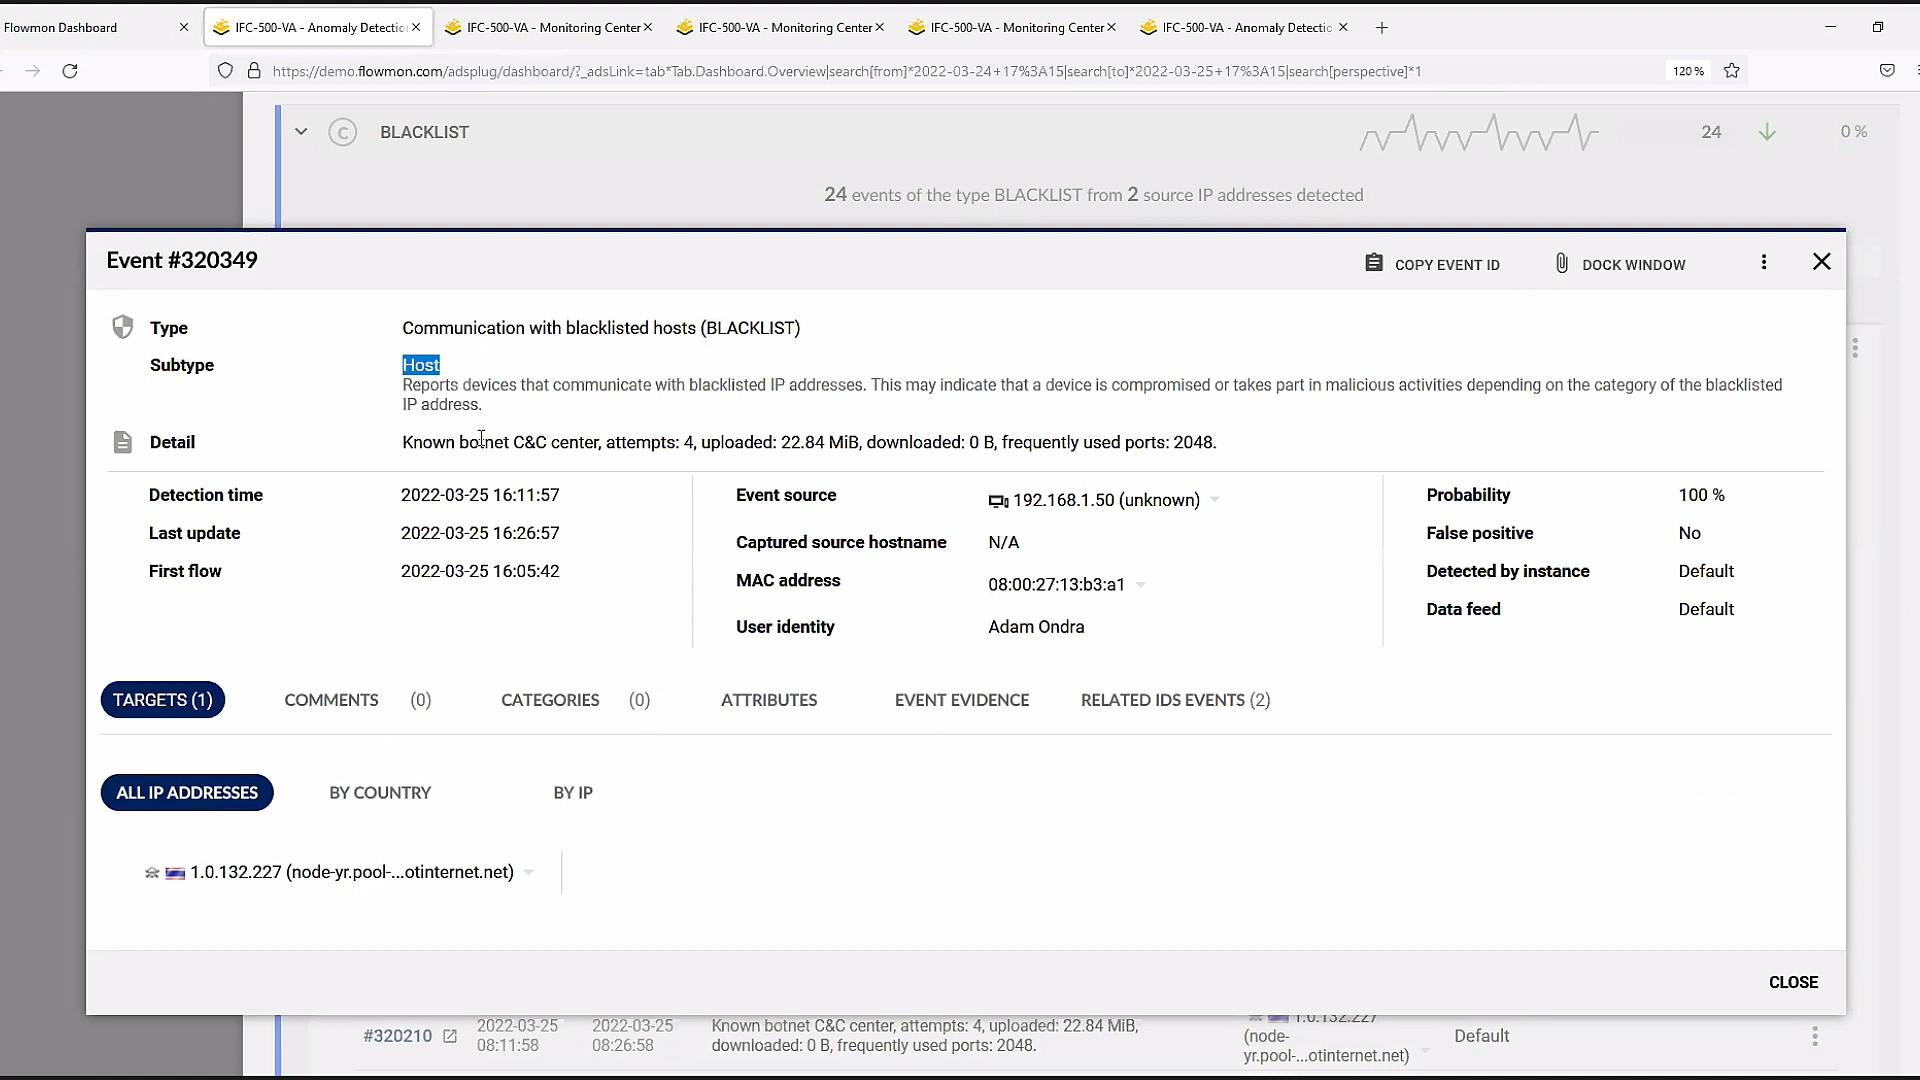 Flowmon Dashboard
IFC-500-VA - Anomaly Detectio
IFC-500-VA - Monitoring Center
IFC-500-VA - Monitoring Center
IFC-500-VA - Monitoring Center
IFC-500-VA - Anomaly Detectic
https://demo.flowmon.com/adsplug/dashboard/?_adsLink=tab*Tab.Dashboard.Overview|search[from]*2022-03-24+17%3A15|search[to]*2022-03-25+17%3A15|search[perspective]*1
120 %
C BLACKLIST 24 0 %
24 events of the type BLACKLIST from 2 source IP addresses detected
Event #320349
COPY EVENT ID
DOCK WINDOW
Type Communication with blacklisted hosts (BLACKLIST)
Subtype Host
Reports devices that communicate with blacklisted IP addresses. This may indicate that a device is compromised or takes part in malicious activities depending on the category of the blacklisted
IP address.
Detail Known botnet C&C center, attempts: 4, uploaded: 22.84 MiB, downloaded: 0 B, frequently used ports: 2048.
Detection time 2022-03-25 16:11:57
Last update 2022-03-25 16:26:57
First flow 2022-03-25 16:05:42
Event source 192.168.1.50 (unknown)
Captured source hostname N/A
MAC address 08:00:27:13:b3:a1
User identity Adam Ondra
Probability 100 %
False positive No
Detected by instance Default
Data feed Default
TARGETS (1) COMMENTS (0) CATEGORIES (0) ATTRIBUTES EVENT EVIDENCE RELATED IDS EVENTS (2)
ALL IP ADDRESSES BY COUNTRY BY IP
1.0.132.227 (node-yr.pool-...otinternet.net)
CLOSE
#320210
2022-03-25
08:11:58
2022-03-25
08:26:58
Known botnet C&C center, attempts: 4, uploaded: 22.84 MiB,
downloaded: 0 B, frequently used ports: 2048.
1.0.132.227
(node-
yr.pool-...otinternet.net)
Default